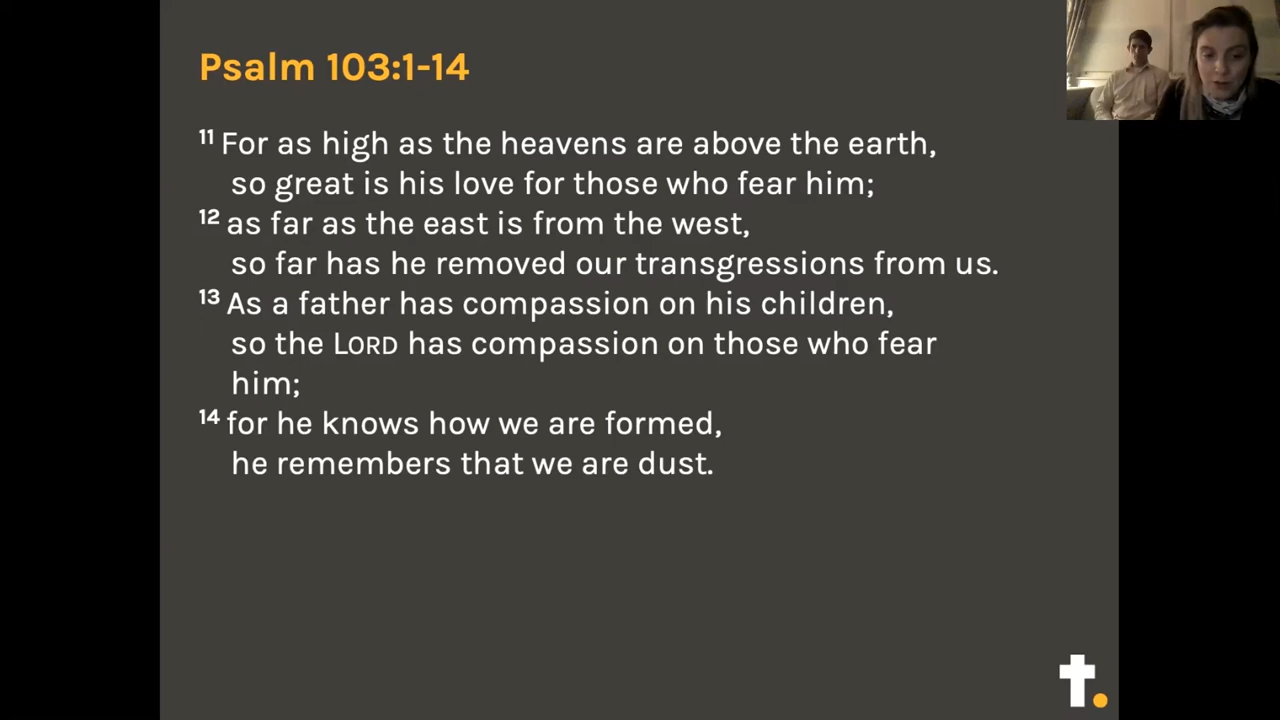 Psalm 103:1-14
11 For as high as the heavens are above the earth,
so great is his love for those who fear him;
12 as far as the east is from the west,
so far has he removed our transgressions from us.
13 As a father has compassion on his children,
so the LORD has compassion on those who fear
him;
14 for he knows how we are formed,
he remembers that we are dust.
t.